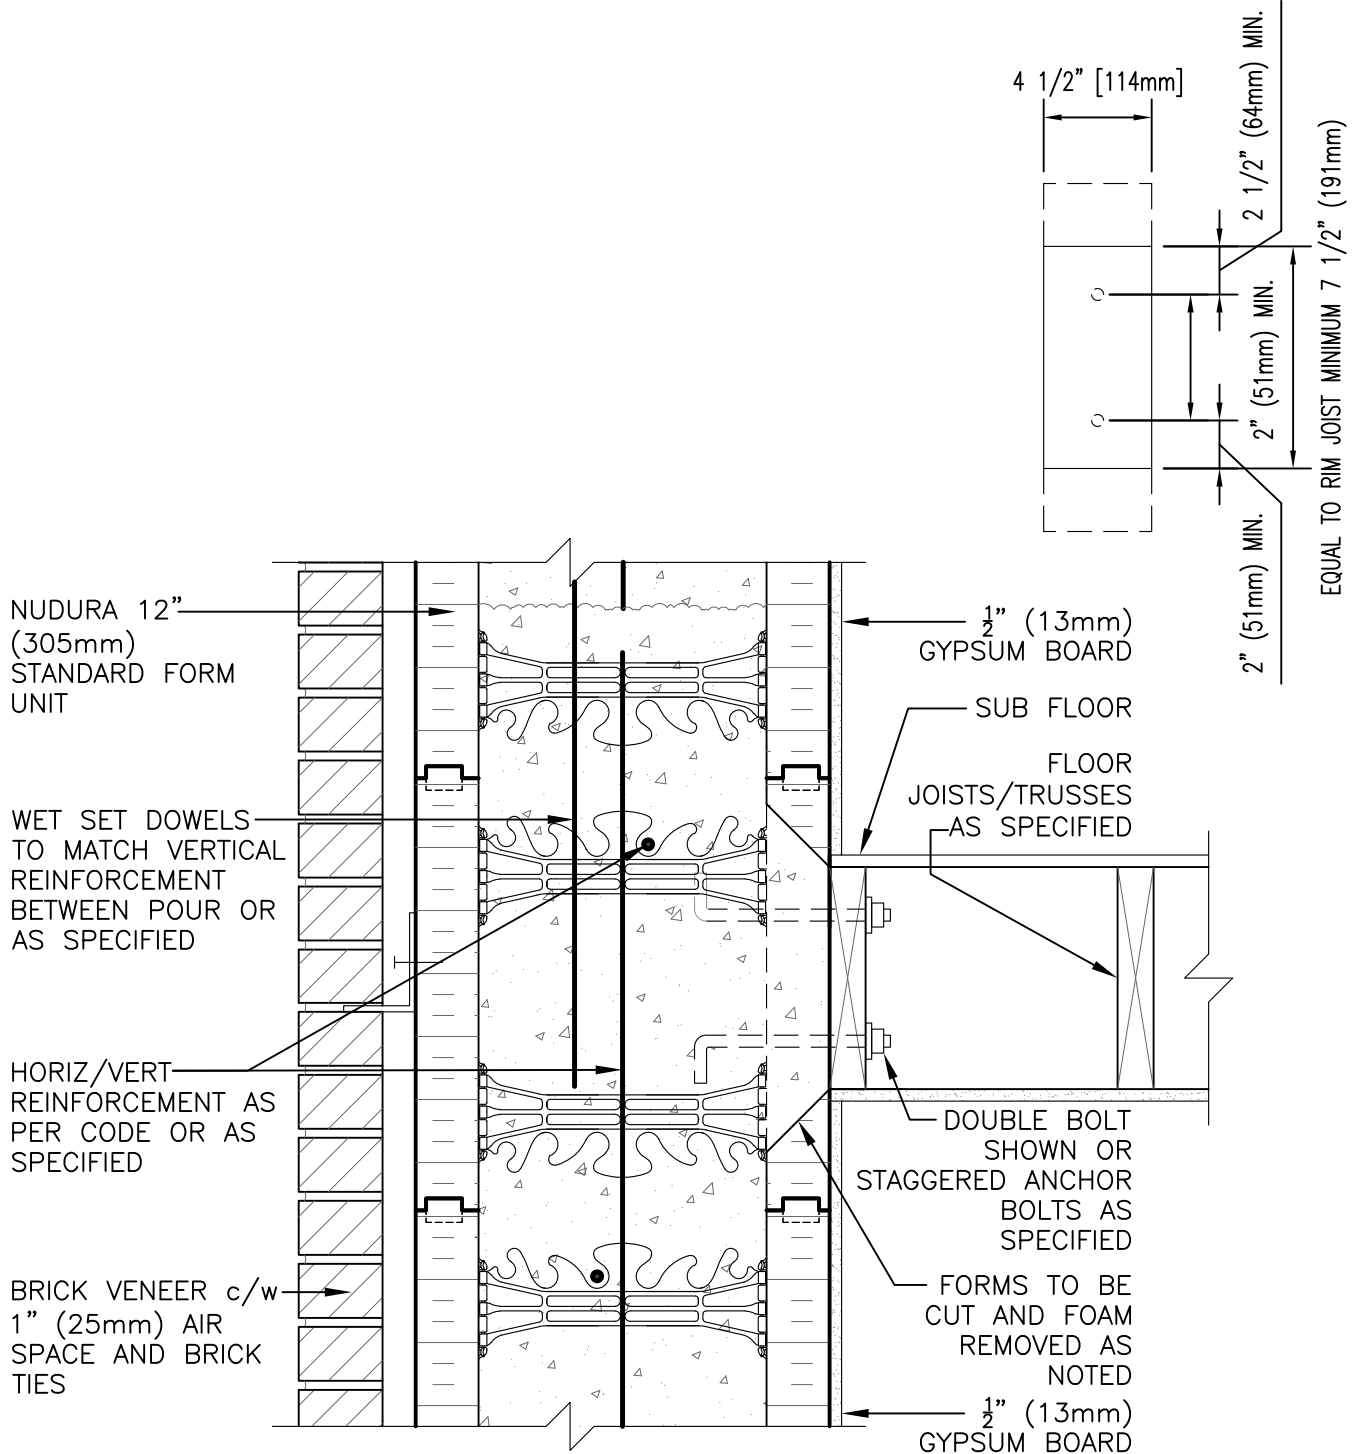 4 1/2” [114mm]
2 1/2” (64mm) MIN.
2” (51mm) MIN.
2” (51mm) MIN.
EQUAL TO RIM JOIST MINIMUM 7 1/2” (191mm)
NUDURA 12”
(305mm)
STANDARD FORM
UNIT
WET SET DOWELS
TO MATCH VERTICAL
REINFORCEMENT
BETWEEN POUR OR
AS SPECIFIED
HORIZ/VERT
REINFORCEMENT AS
PER CODE OR AS
SPECIFIED
BRICK VENEER c/w
1” (25mm) AIR
SPACE AND BRICK
TIES
½” (13mm)
GYPSUM BOARD
SUB FLOOR
FLOOR
JOISTS/TRUSSES
AS SPECIFIED
DOUBLE BOLT
SHOWN OR
STAGGERED ANCHOR
BOLTS AS
SPECIFIED
FORMS TO BE
CUT AND FOAM
REMOVED AS
NOTED
½” (13mm)
GYPSUM BOARD